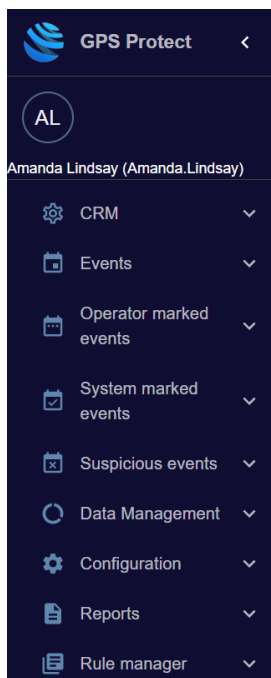 GPS Protect
AL
Amanda Lindsay (Amanda.Lindsay)
CRM
Events
Operator marked
events
System marked
events
Suspicious events
Data Management
Configuration
Reports
Rule manager